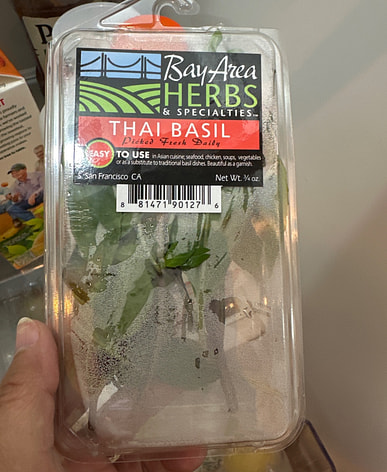 Bay Area
HERBS
& SPECIALTIES
THAI BASIL
Picked Fresh Daily
EASY TO USE in Asian cuisine, seafood, chicken, soups, vegetables
or as a substitute to traditional basil dishes. Beautiful as a garnish.
S. San Francisco CA Net Wt. ¾ oz.
8 81471 90127 6